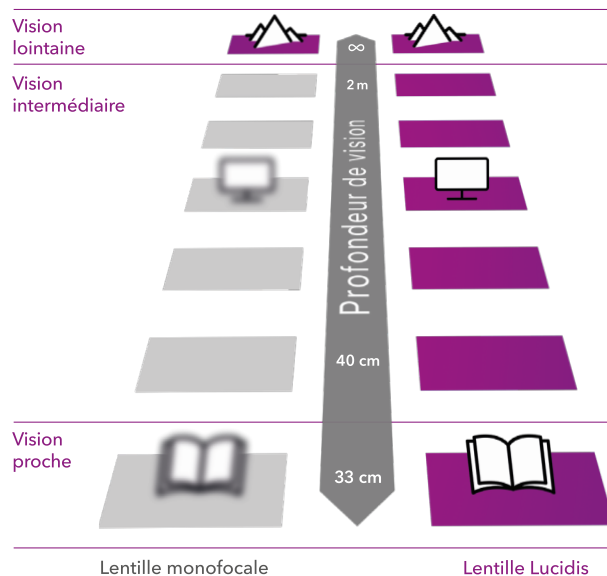 Vision
lointaine
∞
Vision
intermédiaire
2 m
Profondeur de vision
40 cm
Vision
proche
33 cm
Lentille monofocale
Lentille Lucidis